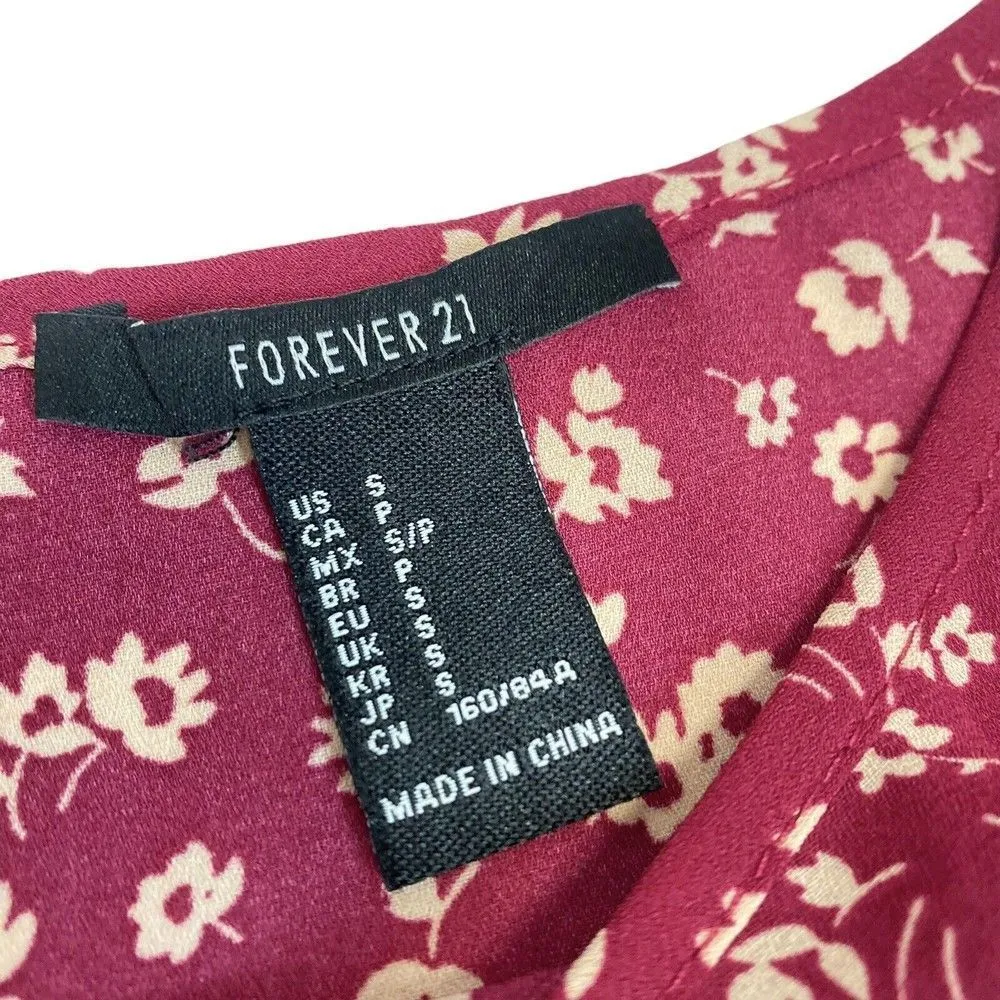 FOREVER 21
US S
CA P
MX S/P
BR P
EU S
UK S
KR S
JP S
CN 160/84A
MADE IN CHINA